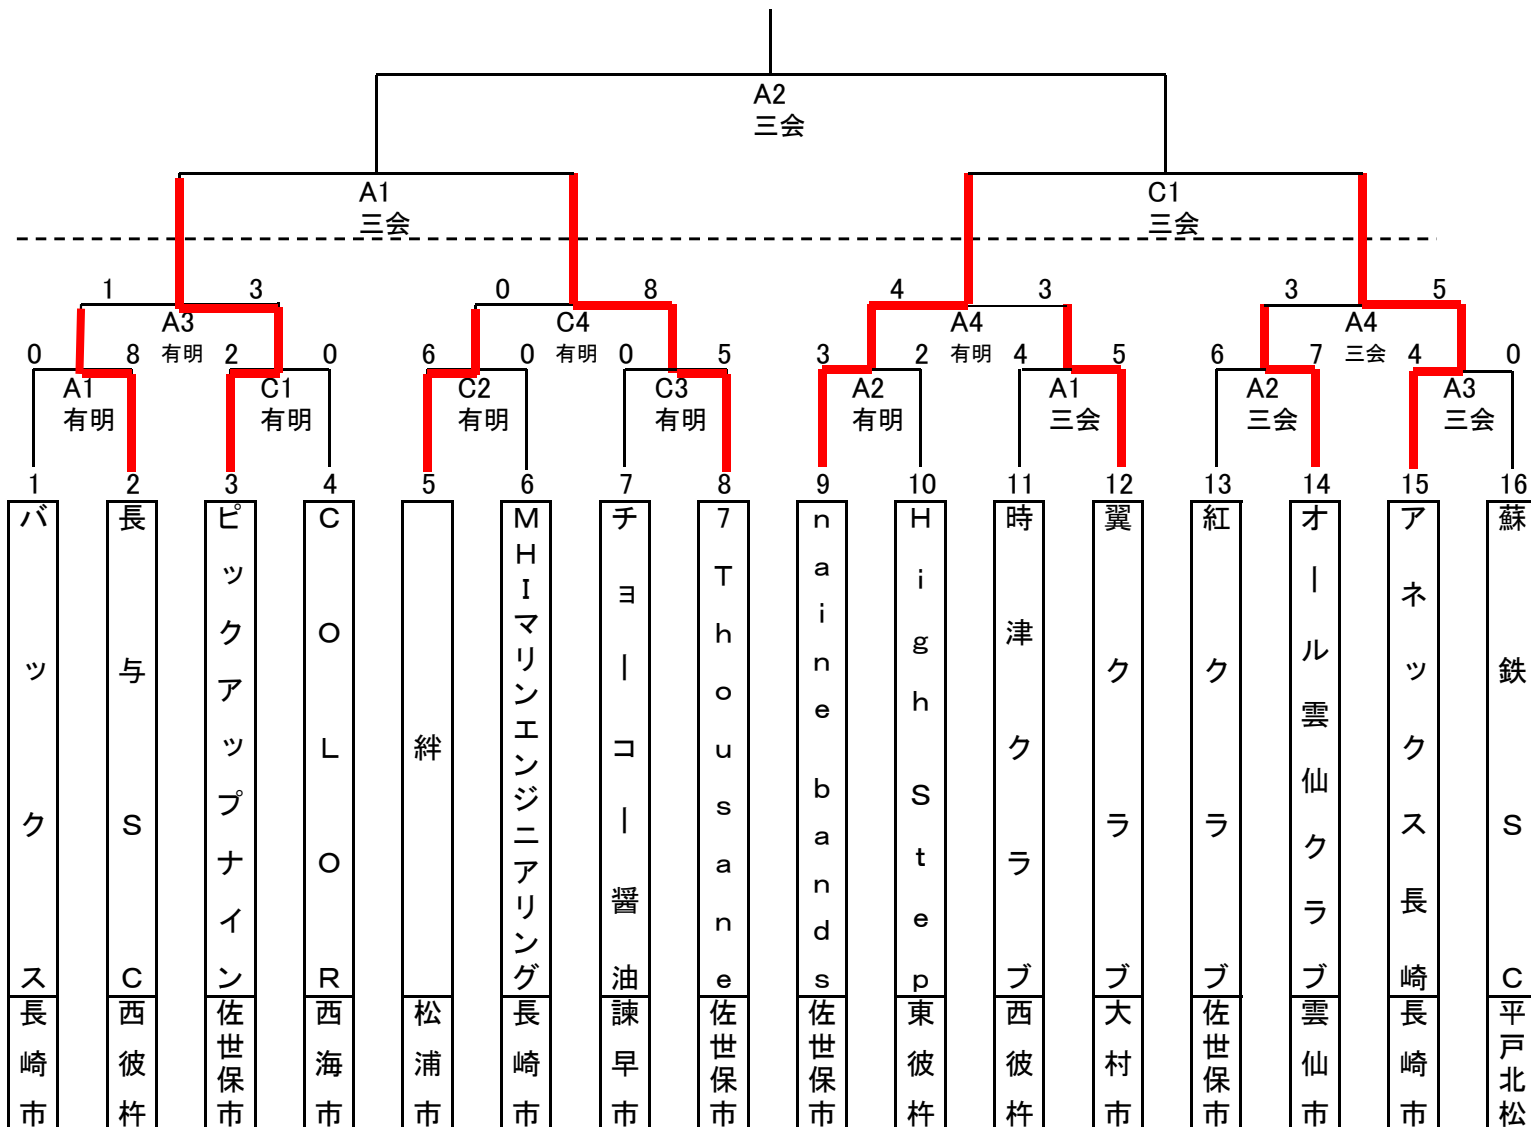 A2
三会
A1
三会
C1
三会
1 3 0 8 4 3 3 5
A3
有明
C4
有明
A4
有明
A4
三会
0 8 2 0 6 0 0 5 3 2 4 5 6 7 4 0
A1
有明
C1
有明
C2
有明
C3
有明
A2
有明
A1
三会
A2
三会
A3
三会
1 2 3 4 5 6 7 8 9 10 11 12 13 14 15 16
バックス
長与SC
ピックアップナイン
COLOR
絆
MHIマリンエンジニアリング
チョーコー醤油
7Thousane
naine bands
High Step
時津クラブ
翼クラブ
紅クラブ
オール雲仙クラブ
アネックス長崎
蘇鉄SC
長崎市
西彼杵
佐世保市
西海市
松浦市
長崎市
諫早市
佐世保市
佐世保市
東彼杵
西彼杵
大村市
佐世保市
雲仙市
長崎市
平戸北松